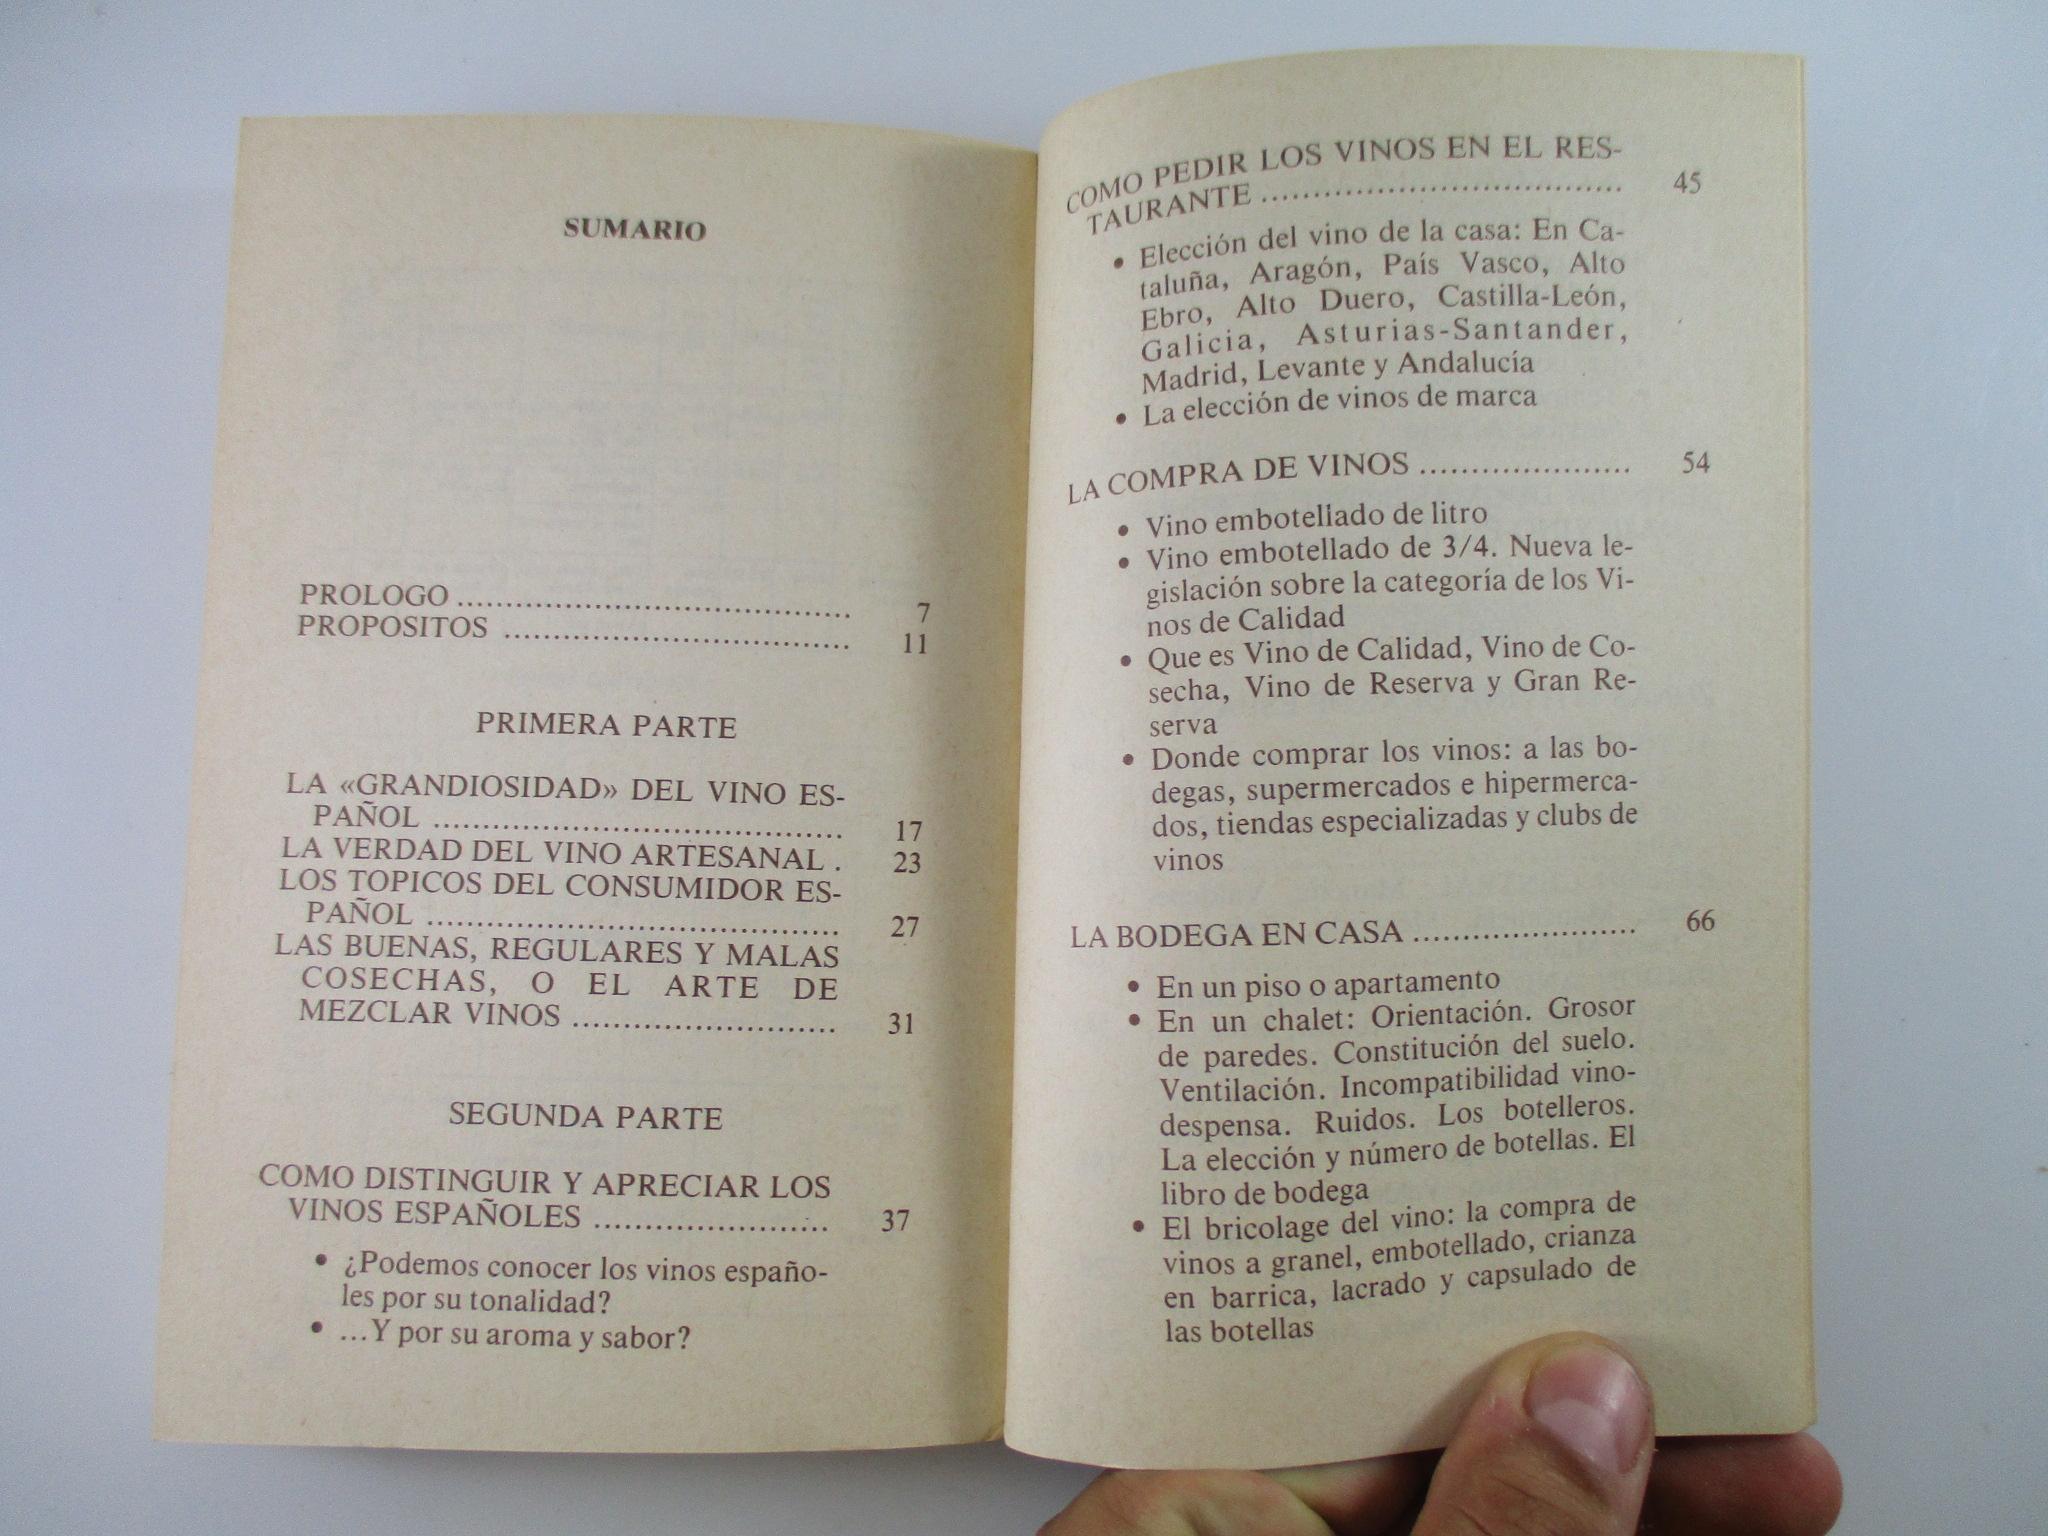 SUMARIO
PROLOGO ........................................ 7
PROPOSITOS ................................... 11
PRIMERA PARTE
LA «GRANDIOSIDAD» DEL VINO ES-
PAÑOL .......................................... 17
LA VERDAD DEL VINO ARTESANAL . 23
LOS TOPICOS DEL CONSUMIDOR ES-
PAÑOL .......................................... 27
LAS BUENAS, REGULARES Y MALAS
COSECHAS, O EL ARTE DE
MEZCLAR VINOS .......................... 31
SEGUNDA PARTE
COMO DISTINGUIR Y APRECIAR LOS
VINOS ESPAÑOLES ....................... 37
• ¿Podemos conocer los vinos españo-
les por su tonalidad?
• ...Y por su aroma y sabor?
COMO PEDIR LOS VINOS EN EL RES-
TAURANTE .................................... 45
• Elección del vino de la casa: En Ca-
taluña, Aragón, País Vasco, Alto
Ebro, Alto Duero, Castilla-León,
Galicia, Asturias-Santander,
Madrid, Levante y Andalucía
• La elección de vinos de marca
LA COMPRA DE VINOS ..................... 54
• Vino embotellado de litro
• Vino embotellado de 3/4. Nueva le-
gislación sobre la categoría de los Vi-
nos de Calidad
• Que es Vino de Calidad, Vino de Co-
secha, Vino de Reserva y Gran Re-
serva
• Donde comprar los vinos: a las bo-
degas, supermercados e hipermerca-
dos, tiendas especializadas y clubs de
vinos
LA BODEGA EN CASA ...................... 66
• En un piso o apartamento
• En un chalet: Orientación. Grosor
de paredes. Constitución del suelo.
Ventilación. Incompatibilidad vino-
despensa. Ruidos. Los botelleros.
La elección y número de botellas. El
libro de bodega
• El bricolage del vino: la compra de
vinos a granel, embotellado, crianza
en barrica, lacrado y capsulado de
las botellas